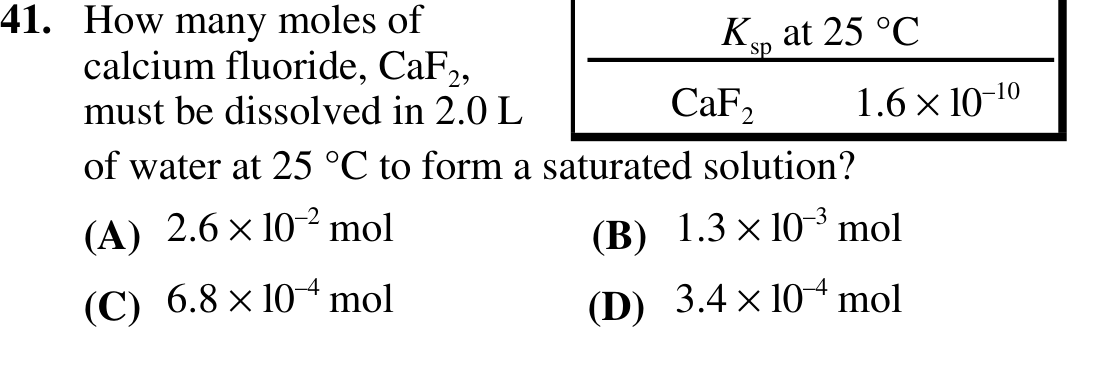 41. How many moles of
calcium fluoride, CaF₂,
must be dissolved in 2.0 L
of water at 25 °C to form a saturated solution?
Ksp at 25 °C
CaF₂ 1.6 × 10⁻¹⁰
(A) 2.6 × 10⁻² mol
(B) 1.3 × 10⁻³ mol
(C) 6.8 × 10⁻⁴ mol
(D) 3.4 × 10⁻⁴ mol